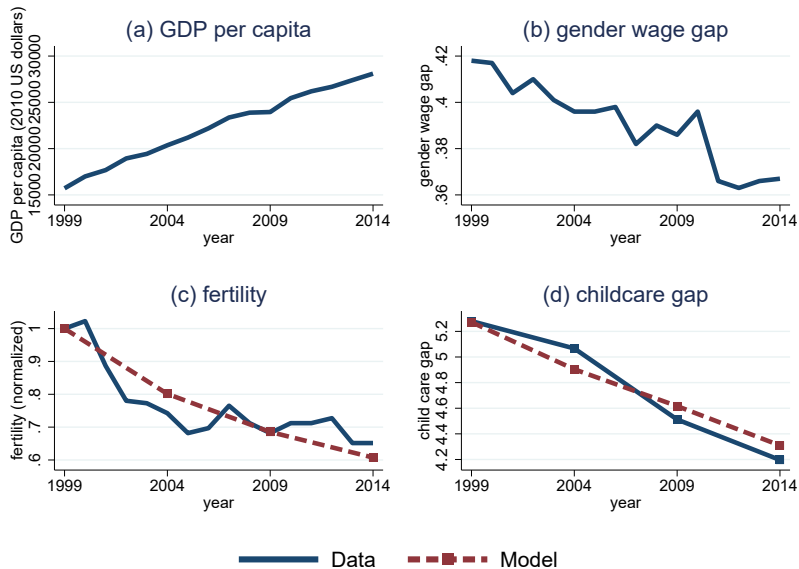 (a) GDP per capita
GDP per capita (2010 US dollars)
15000 20000 25000 30000
1999 2004 2009 2014
year
(b) gender wage gap
gender wage gap
.36 .38 .4 .42
1999 2004 2009 2014
year
(c) fertility
fertility (normalized)
.6 .7 .8 .9 1
1999 2004 2009 2014
year
(d) childcare gap
child care gap
4.2 4.4 4.6 4.8 5 5.2
1999 2004 2009 2014
year
Data Model